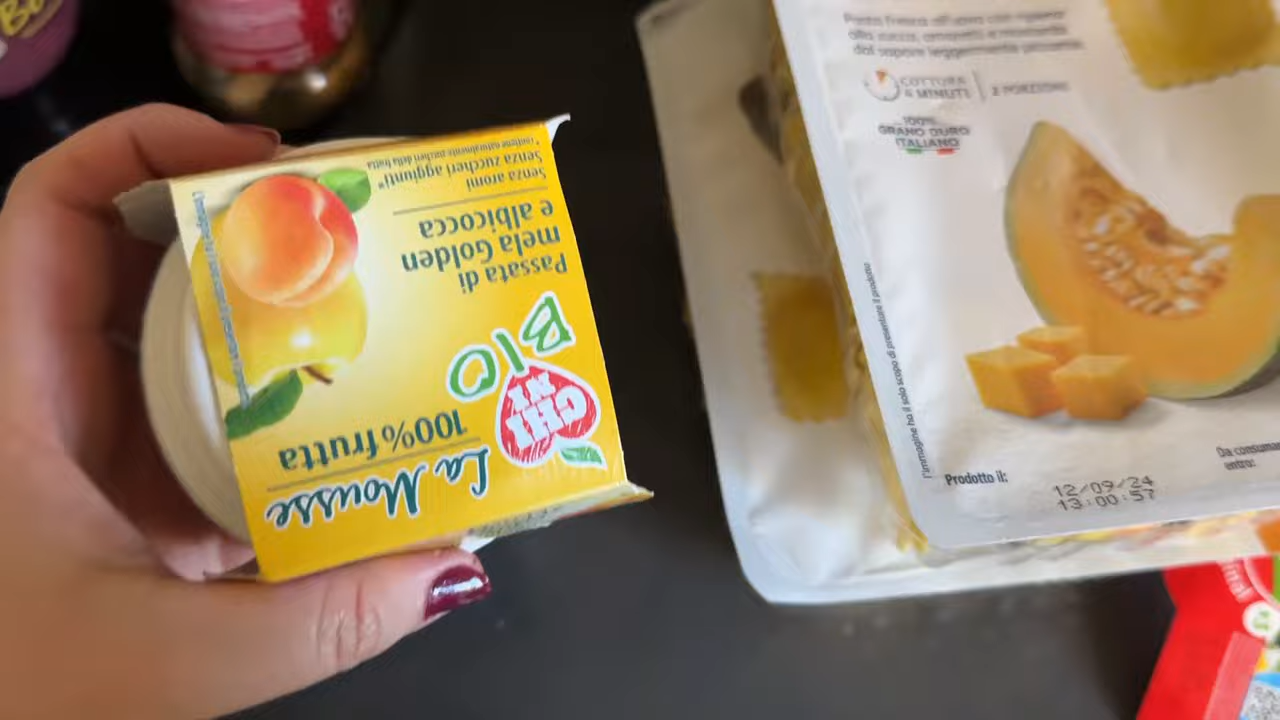 La Mousse
100% frutta
CHI
NI
BIO
Passata di
mela Golden
e albicocca
Senza aromi
Senza zuccheri aggiunti*
* contiene naturalmente zuccheri della frutta
Pasta fresca all'uovo con ripieno
alla zucca, amaretti e mostarda
dal sapore leggermente piccante
COTTURA
4 MINUTI
2 PORZIONI
100%
GRANO DURO
ITALIANO
l'immagine ha il solo scopo di presentare il prodotto
Prodotto il:
12/09/24
13:00:57
Da consumar
entro: